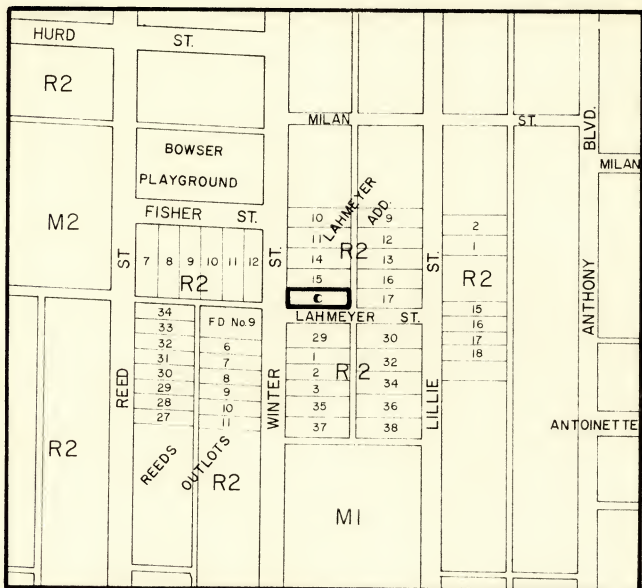 HURD ST.
R2
MILAN ST.
BLVD.
MILAN
BOWSER
PLAYGROUND
M2
FISHER ST.
LAHMEYER
ADD.
10 9
11 12
14 13
15 16
17
R2
2
1
R2
15
16
17
18
ST
7 8 9 10 11 12
R2
ST.
ST.
ANTHONY
LAHMEYER ST.
34
33
32
31
30
29
28
27
FD No. 9
6
7
8
9
10
11
29 30
1
2 32
3 34
35 36
37 38
R2
REED
WINTER
LILLIE
ANTOINETTE
REEDS
OUTLOTS
R2
R2
M1